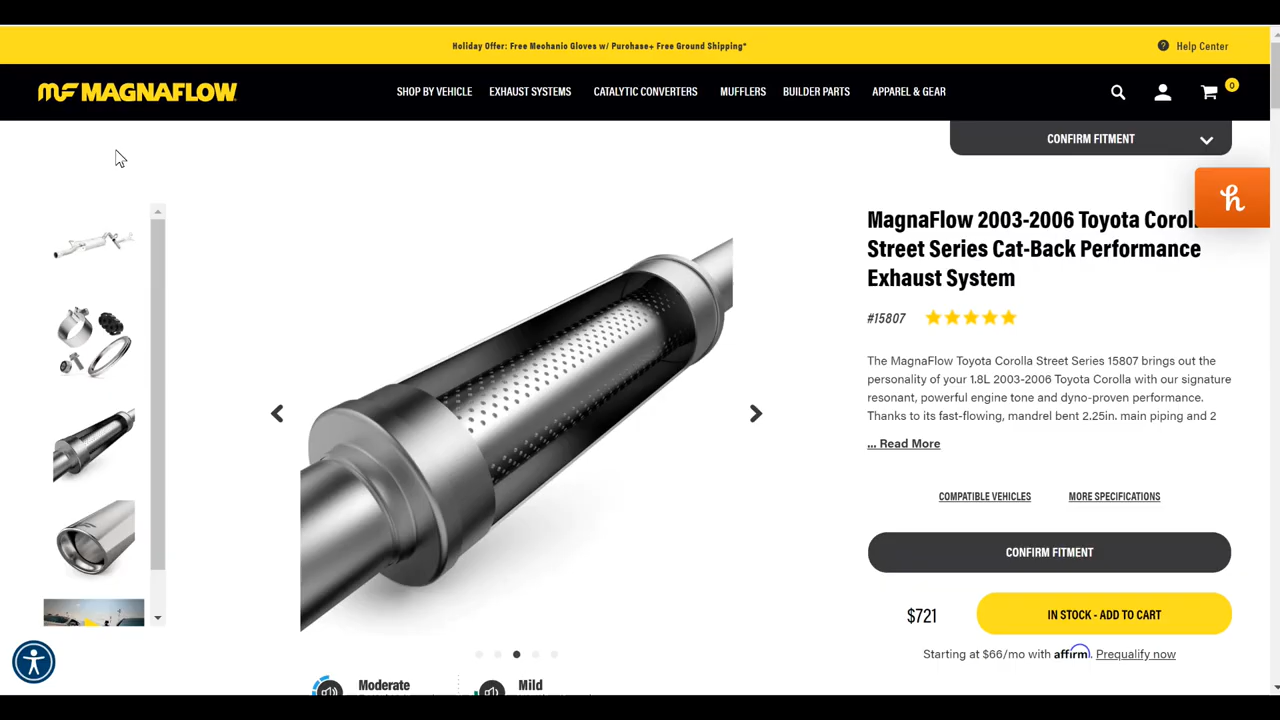 Holiday Offer: Free Mechanic Gloves w/ Purchase+ Free Ground Shipping*
? Help Center
MAGNAFLOW
SHOP BY VEHICLE EXHAUST SYSTEMS CATALYTIC CONVERTERS MUFFLERS BUILDER PARTS APPAREL & GEAR
0
CONFIRM FITMENT
h
MagnaFlow 2003-2006 Toyota Coroll
Street Series Cat-Back Performance
Exhaust System
#15807
The MagnaFlow Toyota Corolla Street Series 15807 brings out the
personality of your 1.8L 2003-2006 Toyota Corolla with our signature
resonant, powerful engine tone and dyno-proven performance.
Thanks to its fast-flowing, mandrel bent 2.25in. main piping and 2
... Read More
COMPATIBLE VEHICLES MORE SPECIFICATIONS
CONFIRM FITMENT
$721 IN STOCK - ADD TO CART
Starting at $66/mo with affirm. Prequalify now
Moderate Mild